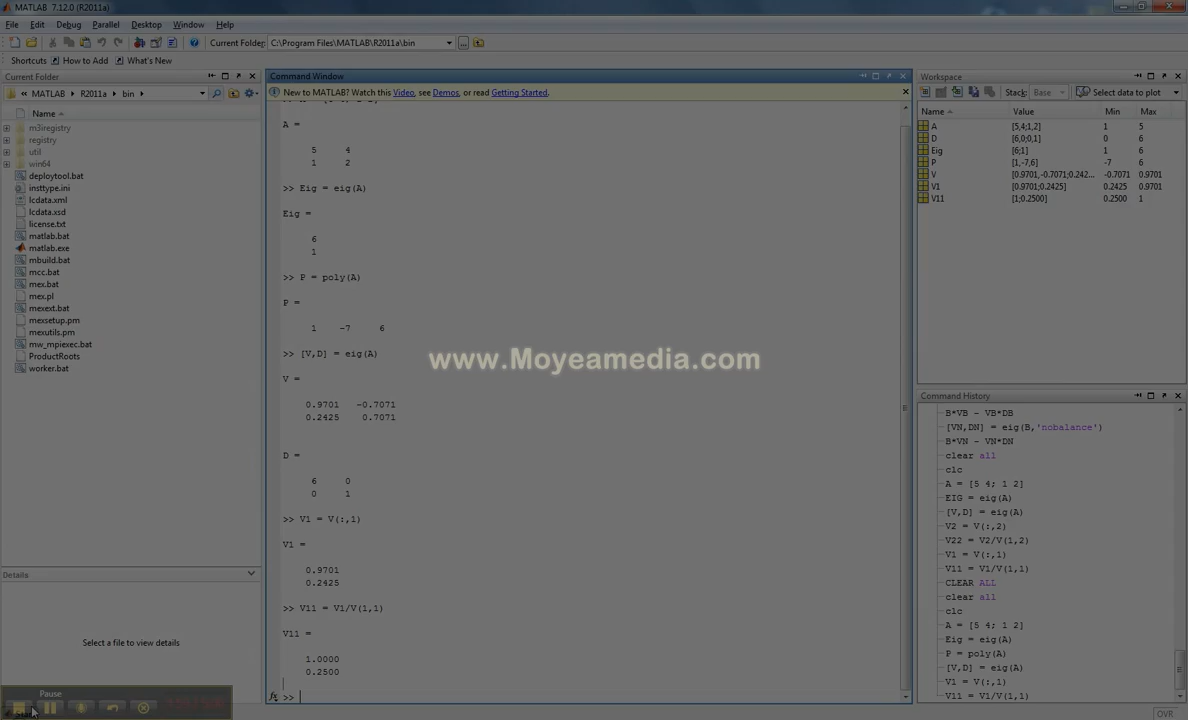 MATLAB 7.12.0 (R2011a)
File Edit Debug Parallel Desktop Window Help
Current Folder: C:\Program Files\MATLAB\R2011a\bin
Shortcuts How to Add What's New
Current Folder
« MATLAB R2011a bin
Name
m3iregistry
registry
util
win64
deploytool.bat
insttype.ini
lcdata.xml
lcdata.xsd
license.txt
matlab.bat
matlab.exe
mbuild.bat
mcc.bat
mex.bat
mex.pl
mexext.bat
mexsetup.pm
mexutils.pm
mw_mpiexec.bat
ProductRoots
worker.bat
Details
Select a file to view details
Pause
Command Window
New to MATLAB? Watch this Video, see Demos, or read Getting Started.
A =
5 4
1 2
>> Eig = eig(A)
Eig =
6
1
>> P = poly(A)
P =
1 -7 6
>> [V,D] = eig(A)
www.Moyeamedia.com
V =
0.9701 -0.7071
0.2425 0.7071
D =
6 0
0 1
>> V1 = V(:,1)
V1 =
0.9701
0.2425
>> V11 = V1/V(1,1)
V11 =
1.0000
0.2500
fx >>
Workspace
Stack: Base Select data to plot
Name Value Min Max
A [5,4;1,2] 1 5
D [6,0;0,1] 0 6
Eig [6;1] 1 6
P [1,-7,6] -7 6
V [0.9701,-0.7071;0.242... -0.7071 0.9701
V1 [0.9701;0.2425] 0.2425 0.9701
V11 [1;0.2500] 0.2500 1
Command History
B*VB - VB*DB
[VN,DN] = eig(B,'nobalance')
B*VN - VN*DN
clear all
clc
A = [5 4; 1 2]
EIG = eig(A)
[V,D] = eig(A)
V2 = V(:,2)
V22 = V2/V(1,2)
V1 = V(:,1)
V11 = V1/V(1,1)
CLEAR ALL
clear all
clc
A = [5 4; 1 2]
Eig = eig(A)
P = poly(A)
[V,D] = eig(A)
V1 = V(:,1)
V11 = V1/V(1,1)
OVR